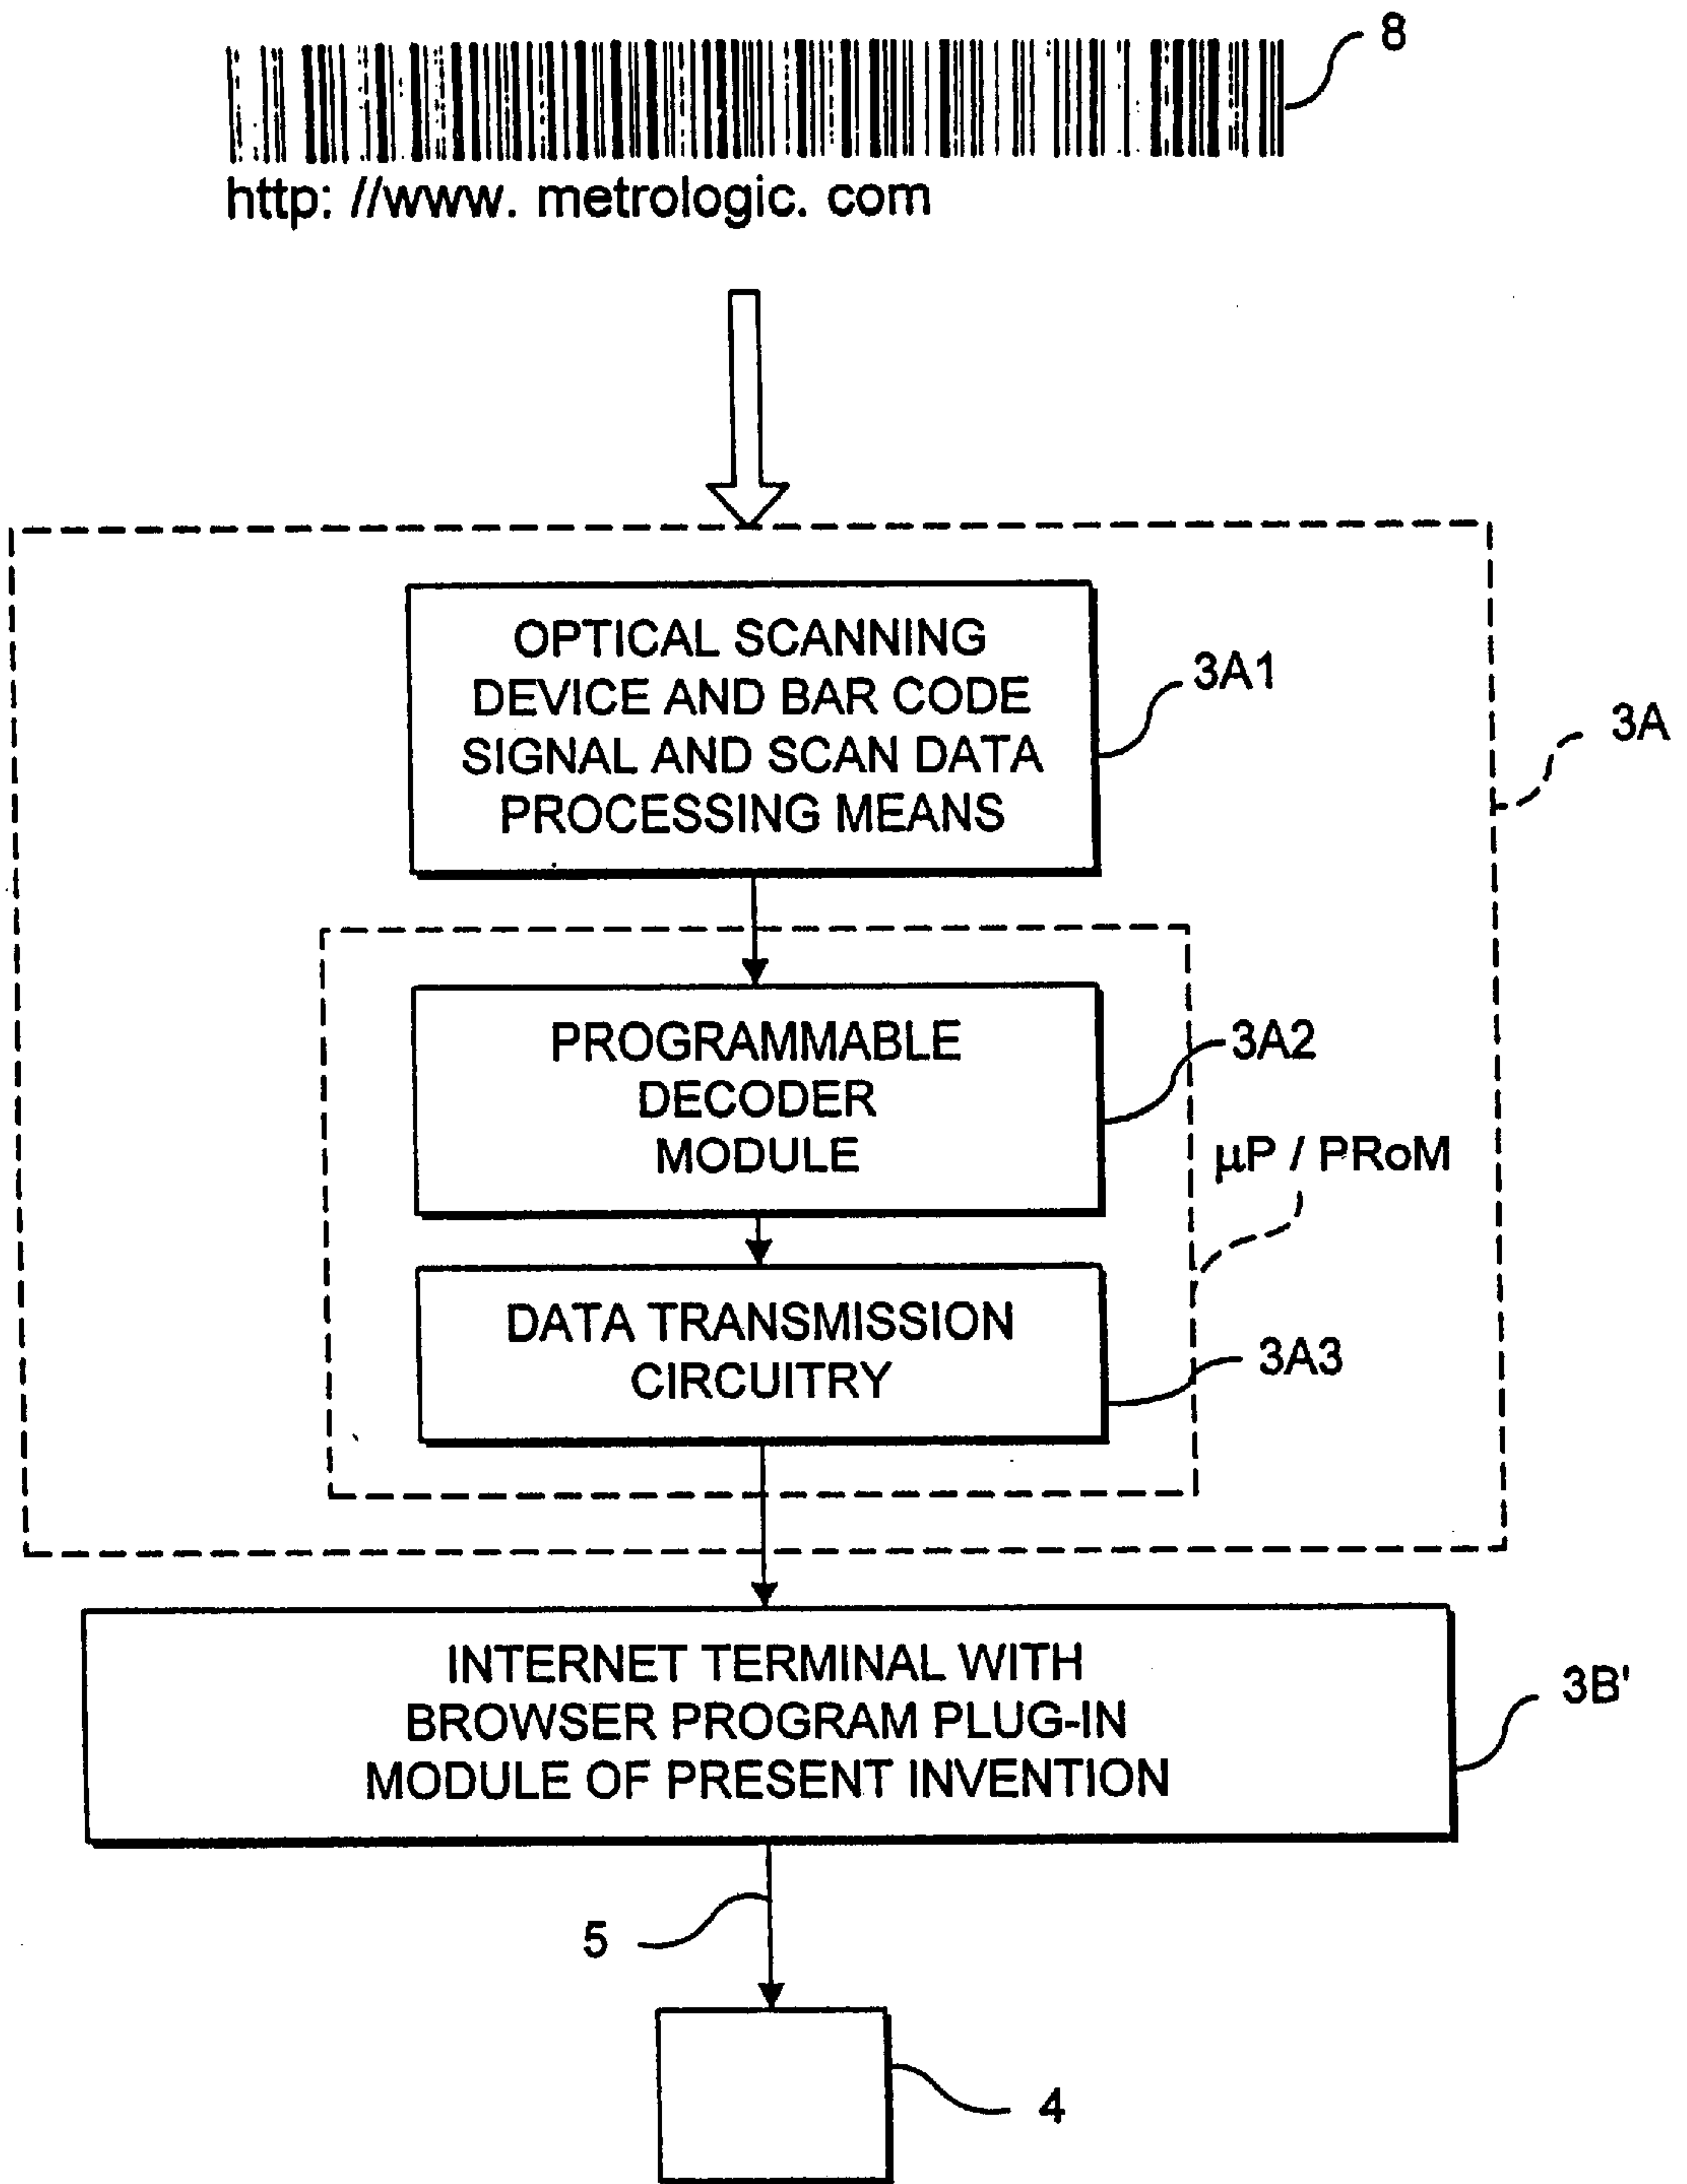 8
http: //www. metrologic. com
OPTICAL SCANNING
DEVICE AND BAR CODE
SIGNAL AND SCAN DATA
PROCESSING MEANS
3A1
3A
PROGRAMMABLE
DECODER
MODULE
3A2
μP / PRoM
DATA TRANSMISSION
CIRCUITRY
3A3
INTERNET TERMINAL WITH
BROWSER PROGRAM PLUG-IN
MODULE OF PRESENT INVENTION
3B'
5
4